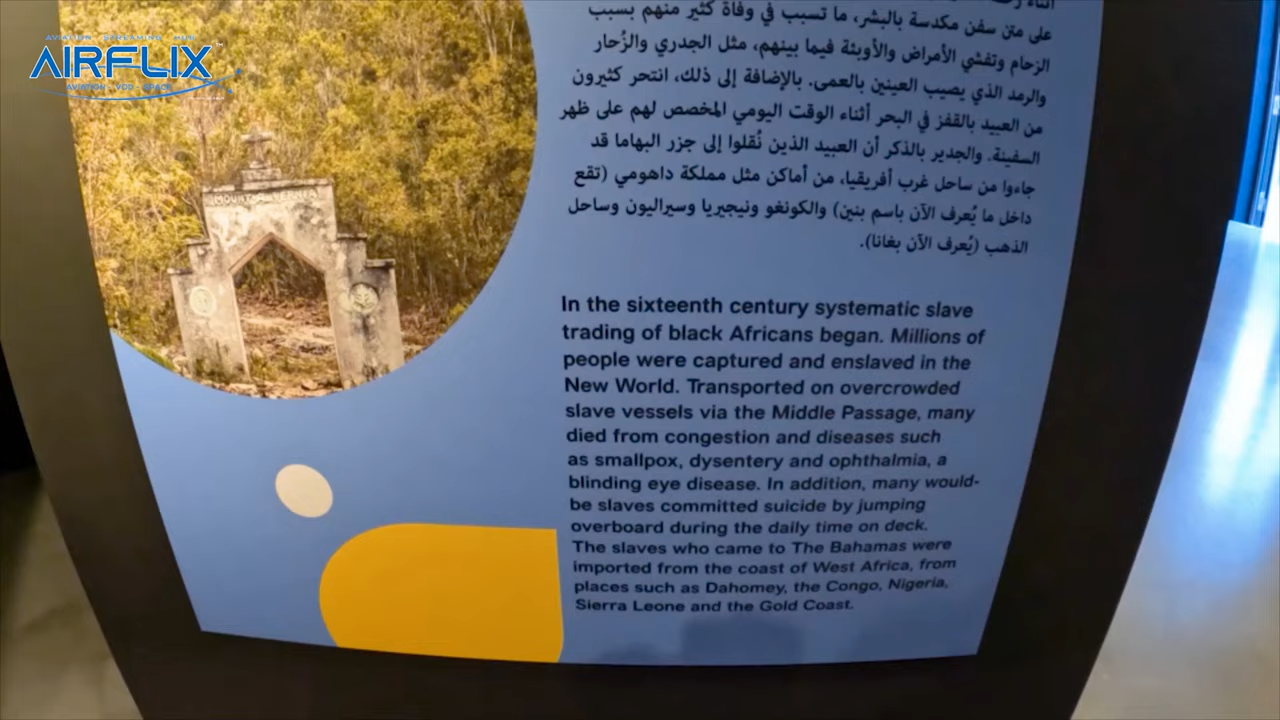 AVIATION STREAMING HUB
AIRFLIX™
AVIATION VOD SPACE
MOUNT ALVERNIA
على متن سفن مكدسة بالبشر، ما تسبب في وفاة كثير منهم بسبب
الزحام وتفشي الأمراض والأوبئة فيما بينهم، مثل الجدري والزُحار
والرمد الذي يصيب العينين بالعمى. بالإضافة إلى ذلك، انتحر كثيرون
من العبيد بالقفز في البحر أثناء الوقت اليومي المخصص لهم على ظهر
السفينة. والجدير بالذكر أن العبيد الذين نُقلوا إلى جزر البهاما قد
جاءوا من ساحل غرب أفريقيا، من أماكن مثل مملكة داهومي (تقع
داخل ما يُعرف الآن باسم بنين) والكونغو ونيجيريا وسيراليون وساحل
الذهب (يُعرف الآن بغانا).
In the sixteenth century systematic slave
trading of black Africans began. Millions of
people were captured and enslaved in the
New World. Transported on overcrowded
slave vessels via the Middle Passage, many
died from congestion and diseases such
as smallpox, dysentery and ophthalmia, a
blinding eye disease. In addition, many would-
be slaves committed suicide by jumping
overboard during the daily time on deck.
The slaves who came to The Bahamas were
imported from the coast of West Africa, from
places such as Dahomey, the Congo, Nigeria,
Sierra Leone and the Gold Coast.